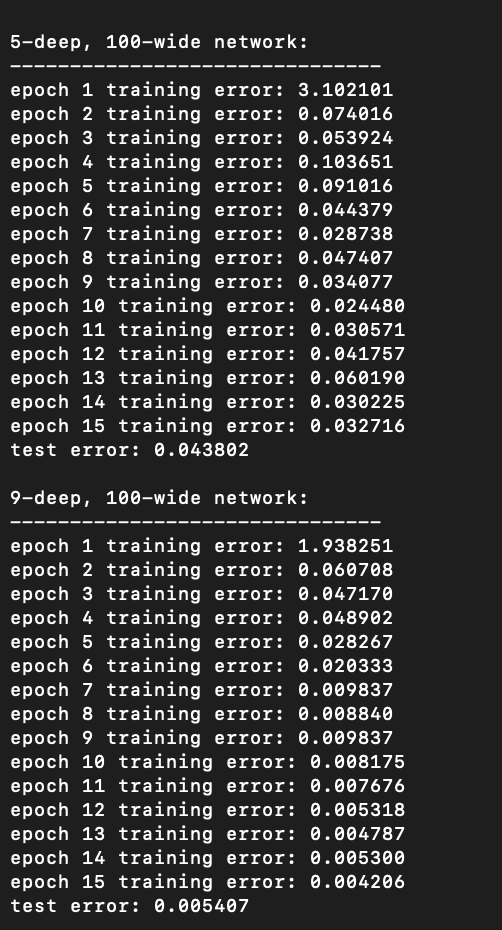 5-deep, 100-wide network:
-------------------------------
epoch 1 training error: 3.102101
epoch 2 training error: 0.074016
epoch 3 training error: 0.053924
epoch 4 training error: 0.103651
epoch 5 training error: 0.091016
epoch 6 training error: 0.044379
epoch 7 training error: 0.028738
epoch 8 training error: 0.047407
epoch 9 training error: 0.034077
epoch 10 training error: 0.024480
epoch 11 training error: 0.030571
epoch 12 training error: 0.041757
epoch 13 training error: 0.060190
epoch 14 training error: 0.030225
epoch 15 training error: 0.032716
test error: 0.043802
9-deep, 100-wide network:
-------------------------------
epoch 1 training error: 1.938251
epoch 2 training error: 0.060708
epoch 3 training error: 0.047170
epoch 4 training error: 0.048902
epoch 5 training error: 0.028267
epoch 6 training error: 0.020333
epoch 7 training error: 0.009837
epoch 8 training error: 0.008840
epoch 9 training error: 0.009837
epoch 10 training error: 0.008175
epoch 11 training error: 0.007676
epoch 12 training error: 0.005318
epoch 13 training error: 0.004787
epoch 14 training error: 0.005300
epoch 15 training error: 0.004206
test error: 0.005407